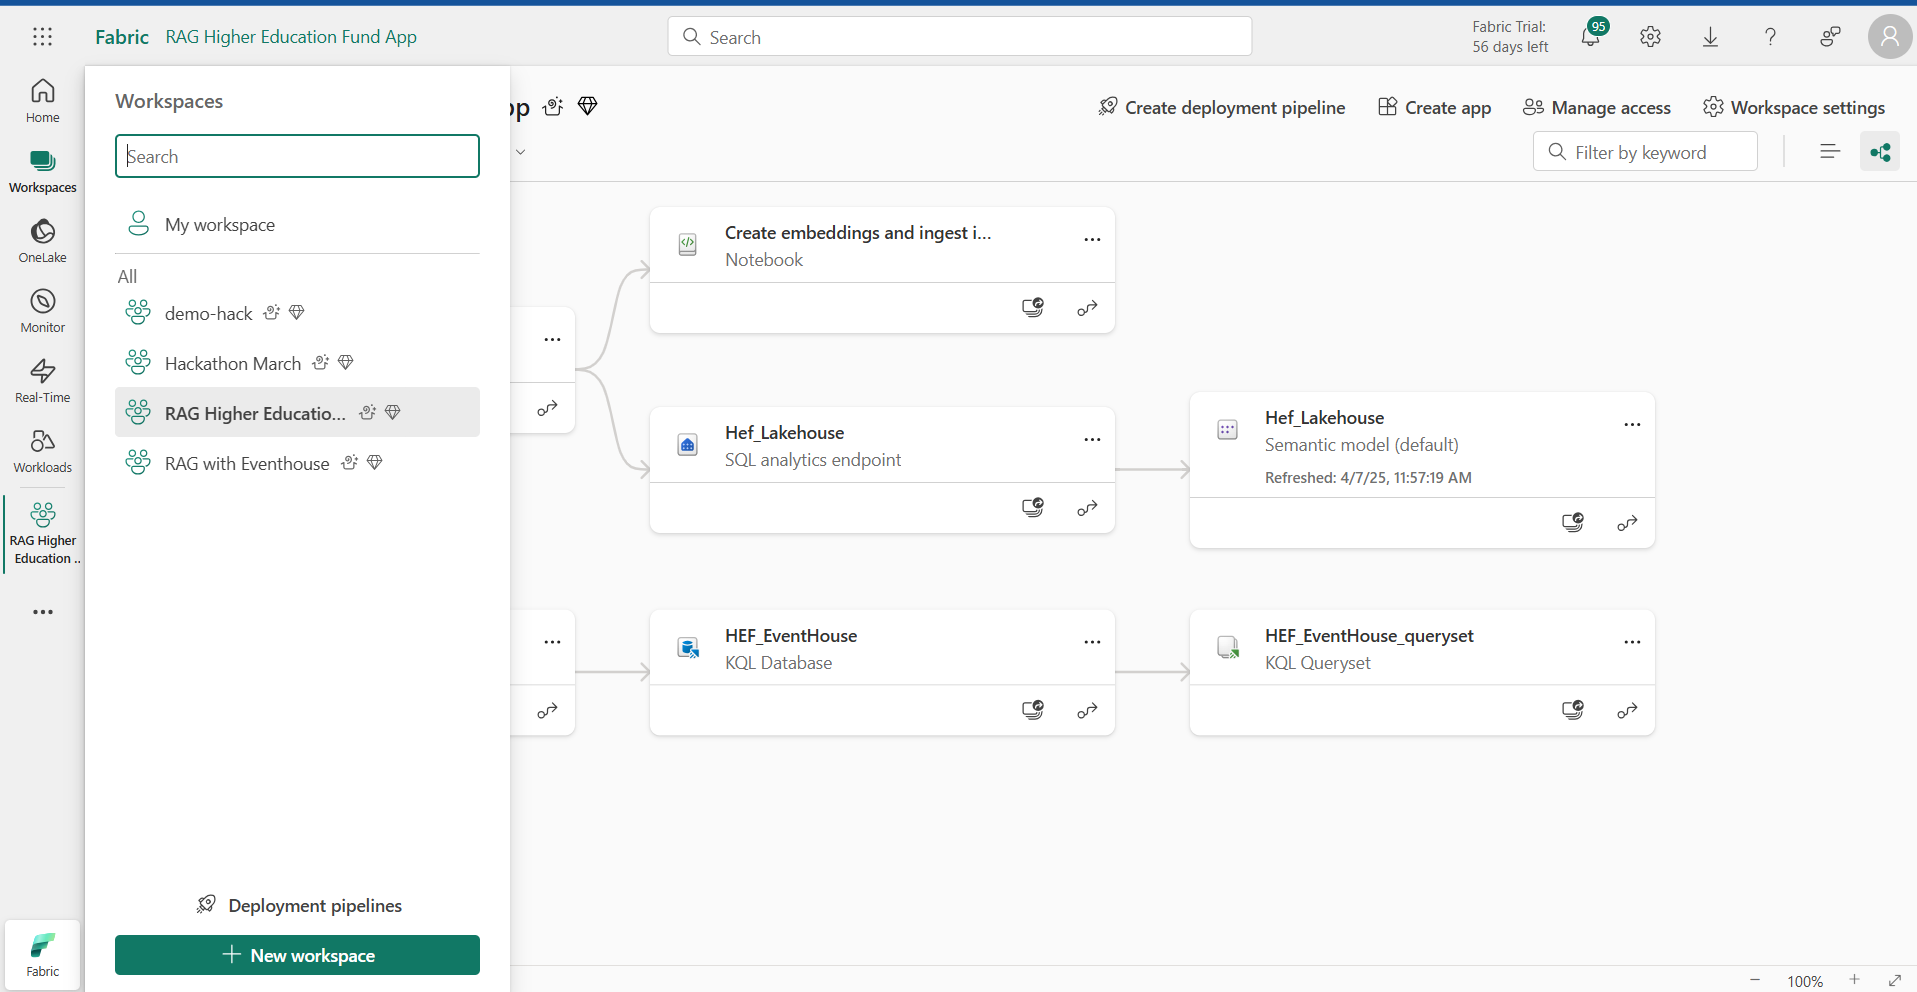 Fabric RAG Higher Education Fund App
Search
Fabric Trial:
56 days left
95
Home
Workspaces
OneLake
Monitor
Real-Time
Workloads
RAG Higher
Education ..
Fabric
Workspaces
Search
My workspace
All
demo-hack
Hackathon March
RAG Higher Educatio...
RAG with Eventhouse
Deployment pipelines
New workspace
pp
Create deployment pipeline
Create app
Manage access
Workspace settings
Filter by keyword
Create embeddings and ingest i...
Notebook
Hef_Lakehouse
SQL analytics endpoint
Hef_Lakehouse
Semantic model (default)
Refreshed: 4/7/25, 11:57:19 AM
HEF_EventHouse
KQL Database
HEF_EventHouse_queryset
KQL Queryset
100%